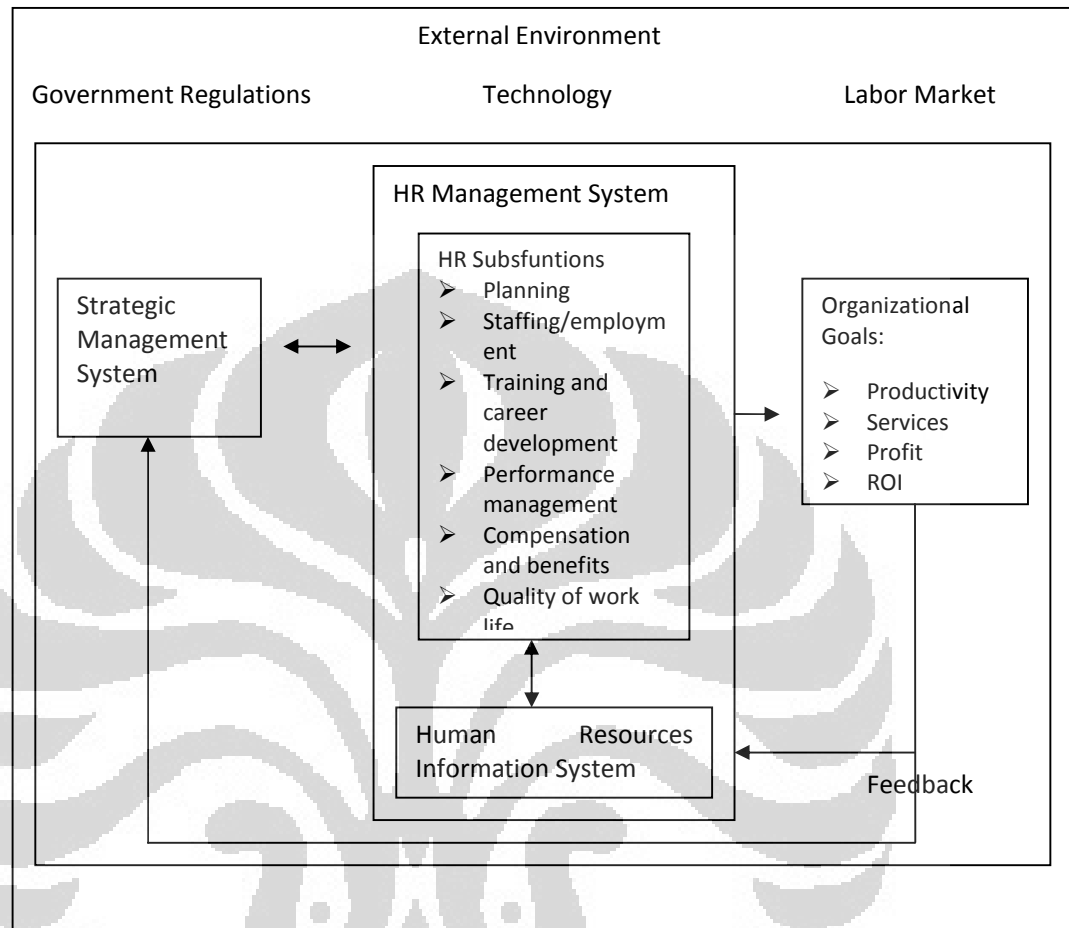 External Environment
Government Regulations Technology Labor Market
HR Management System
HR Subsfuntions
➢ Planning
➢ Staffing/employm
ent
➢ Training and
career
development
➢ Performance
management
➢ Compensation
and benefits
➢ Quality of work
life
Strategic
Management
System
Organizational
Goals:
➢ Productivity
➢ Services
➢ Profit
➢ ROI
Human Resources
Information System
Feedback